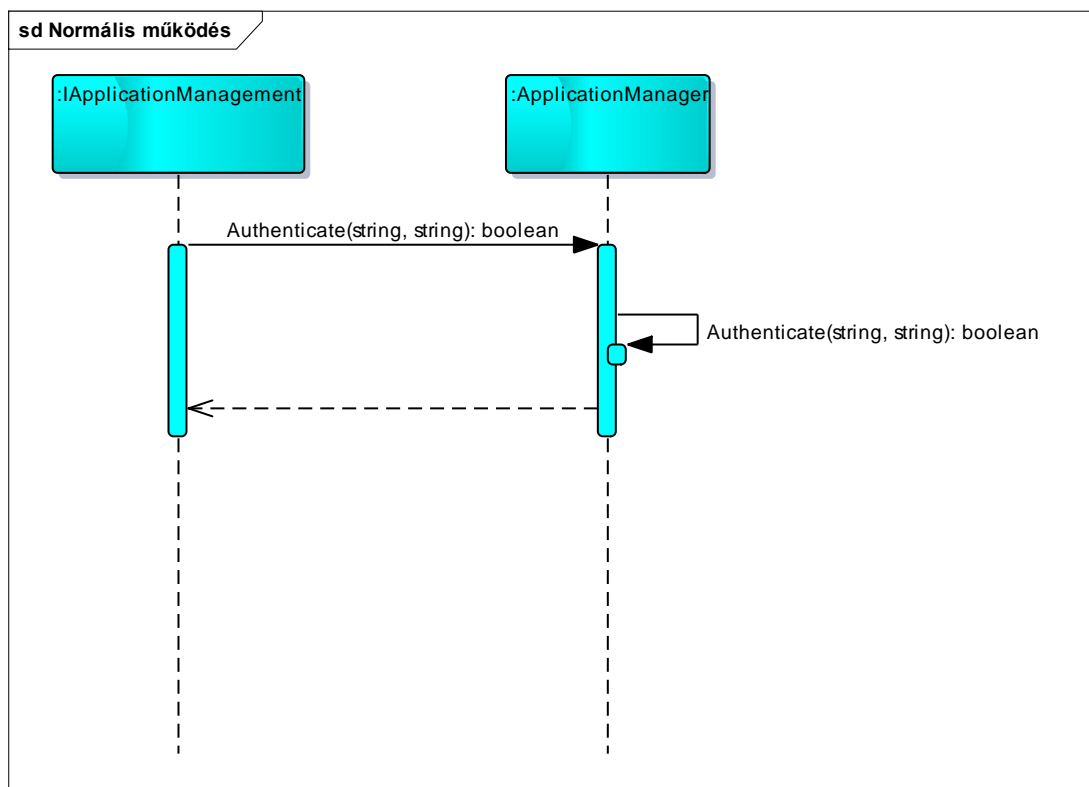 sd Normális működés
:IApplicationManagement
:ApplicationManager
Authenticate(string, string): boolean
Authenticate(string, string): boolean